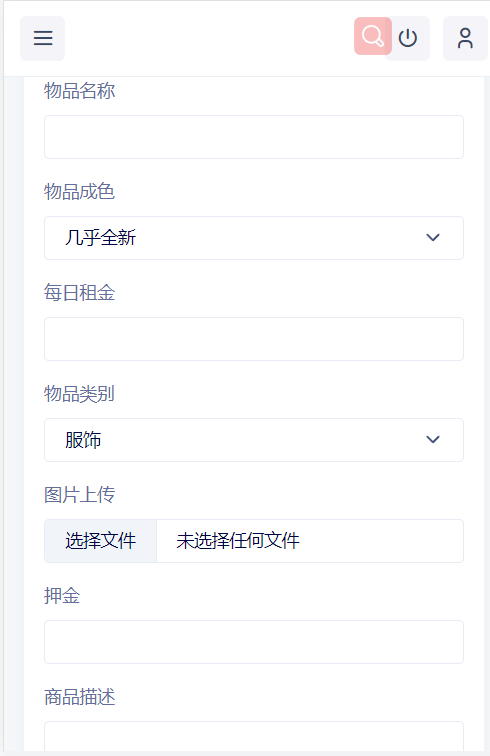 物品名称
物品成色
几乎全新
每日租金
物品类别
服饰
图片上传
选择文件 未选择任何文件
押金
商品描述